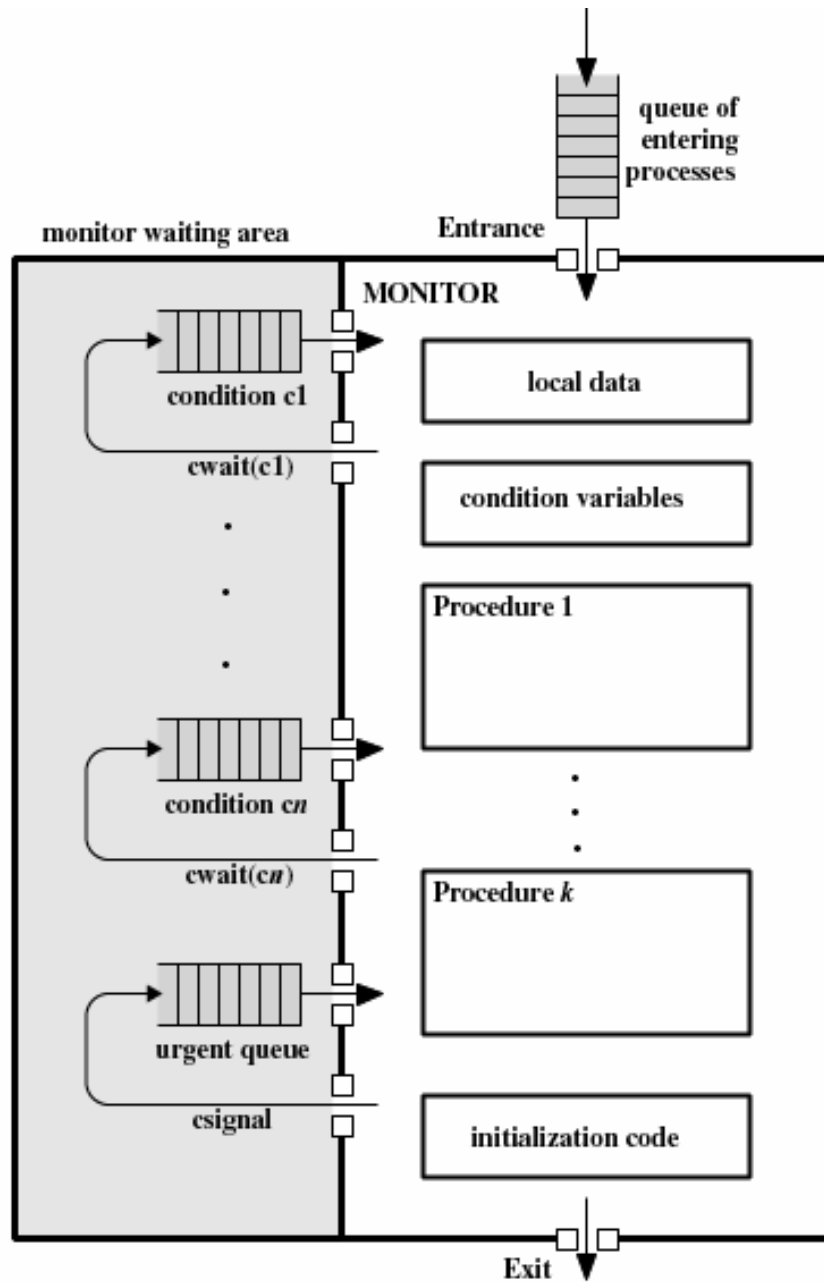 queue of
entering
processes
Entrance
monitor waiting area
MONITOR
condition c1
cwait(c1)
local data
condition variables
Procedure 1
condition cn
cwait(cn)
Procedure k
urgent queue
csignal
initialization code
Exit